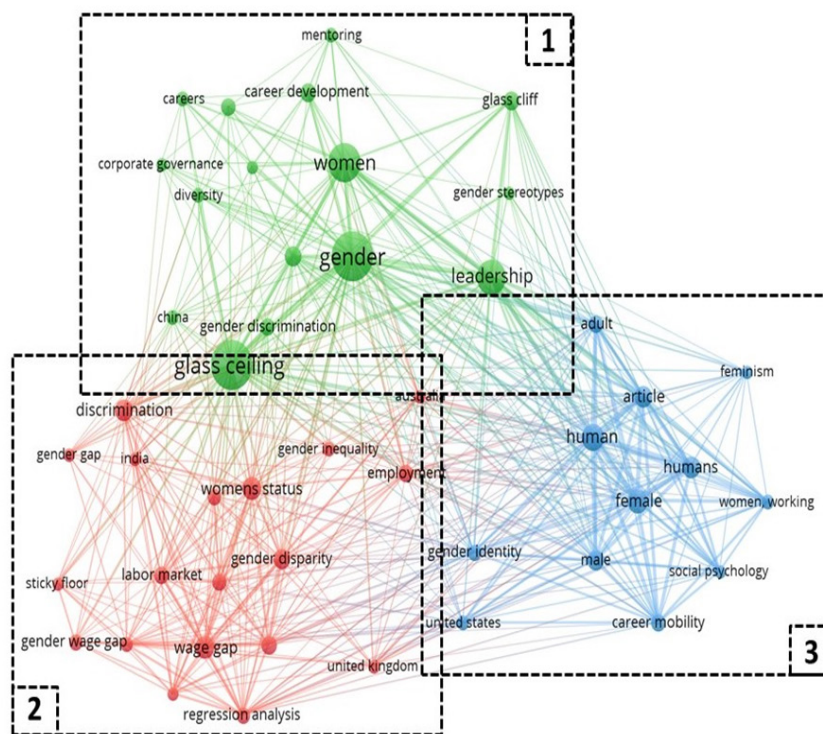 1
mentoring
careers
career development
glass cliff
women
corporate governance
diversity
gender stereotypes
gender
leadership
china
gender discrimination
glass ceiling
adult
feminism
australia
article
discrimination
human
gender inequality
gender gap
india
employment
humans
womens status
female
women, working
gender disparity
gender identity
labor market
male
social psychology
sticky floor
united states
career mobility
gender wage gap
wage gap
3
united kingdom
2
regression analysis